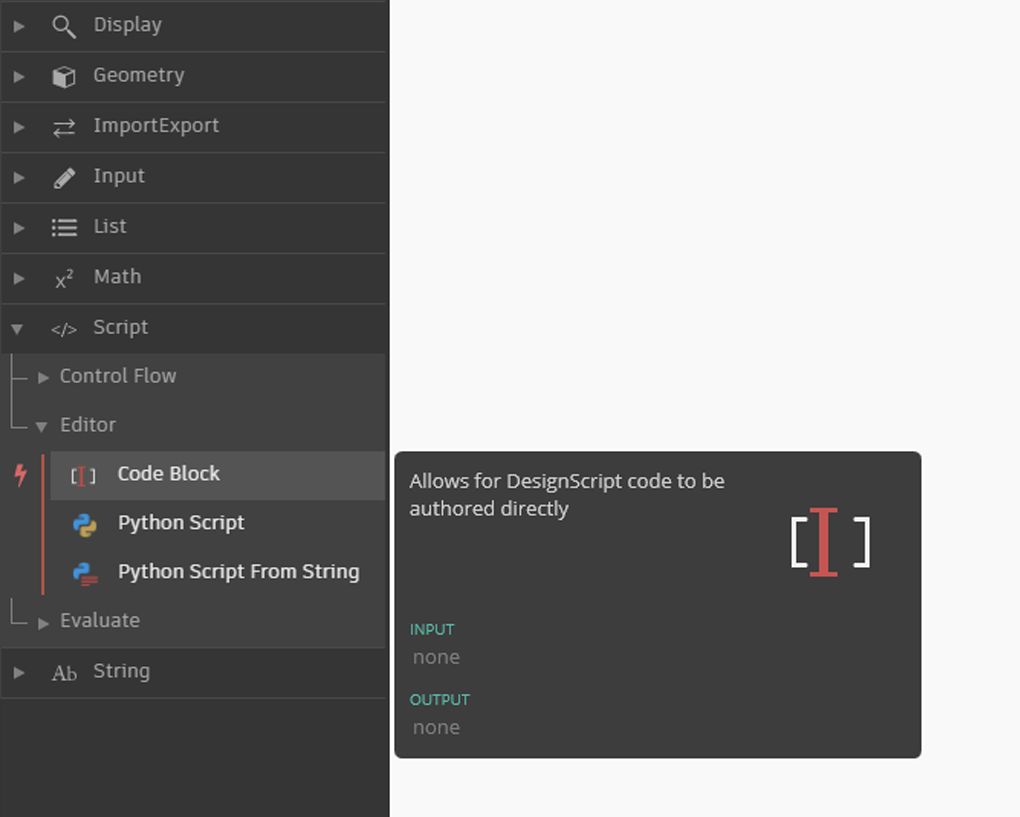 Display
Geometry
ImportExport
Input
List
x² Math
</> Script
Control Flow
Editor
Code Block
Python Script
Python Script From String
Evaluate
Ab String
Allows for DesignScript code to be
authored directly
INPUT
none
OUTPUT
none